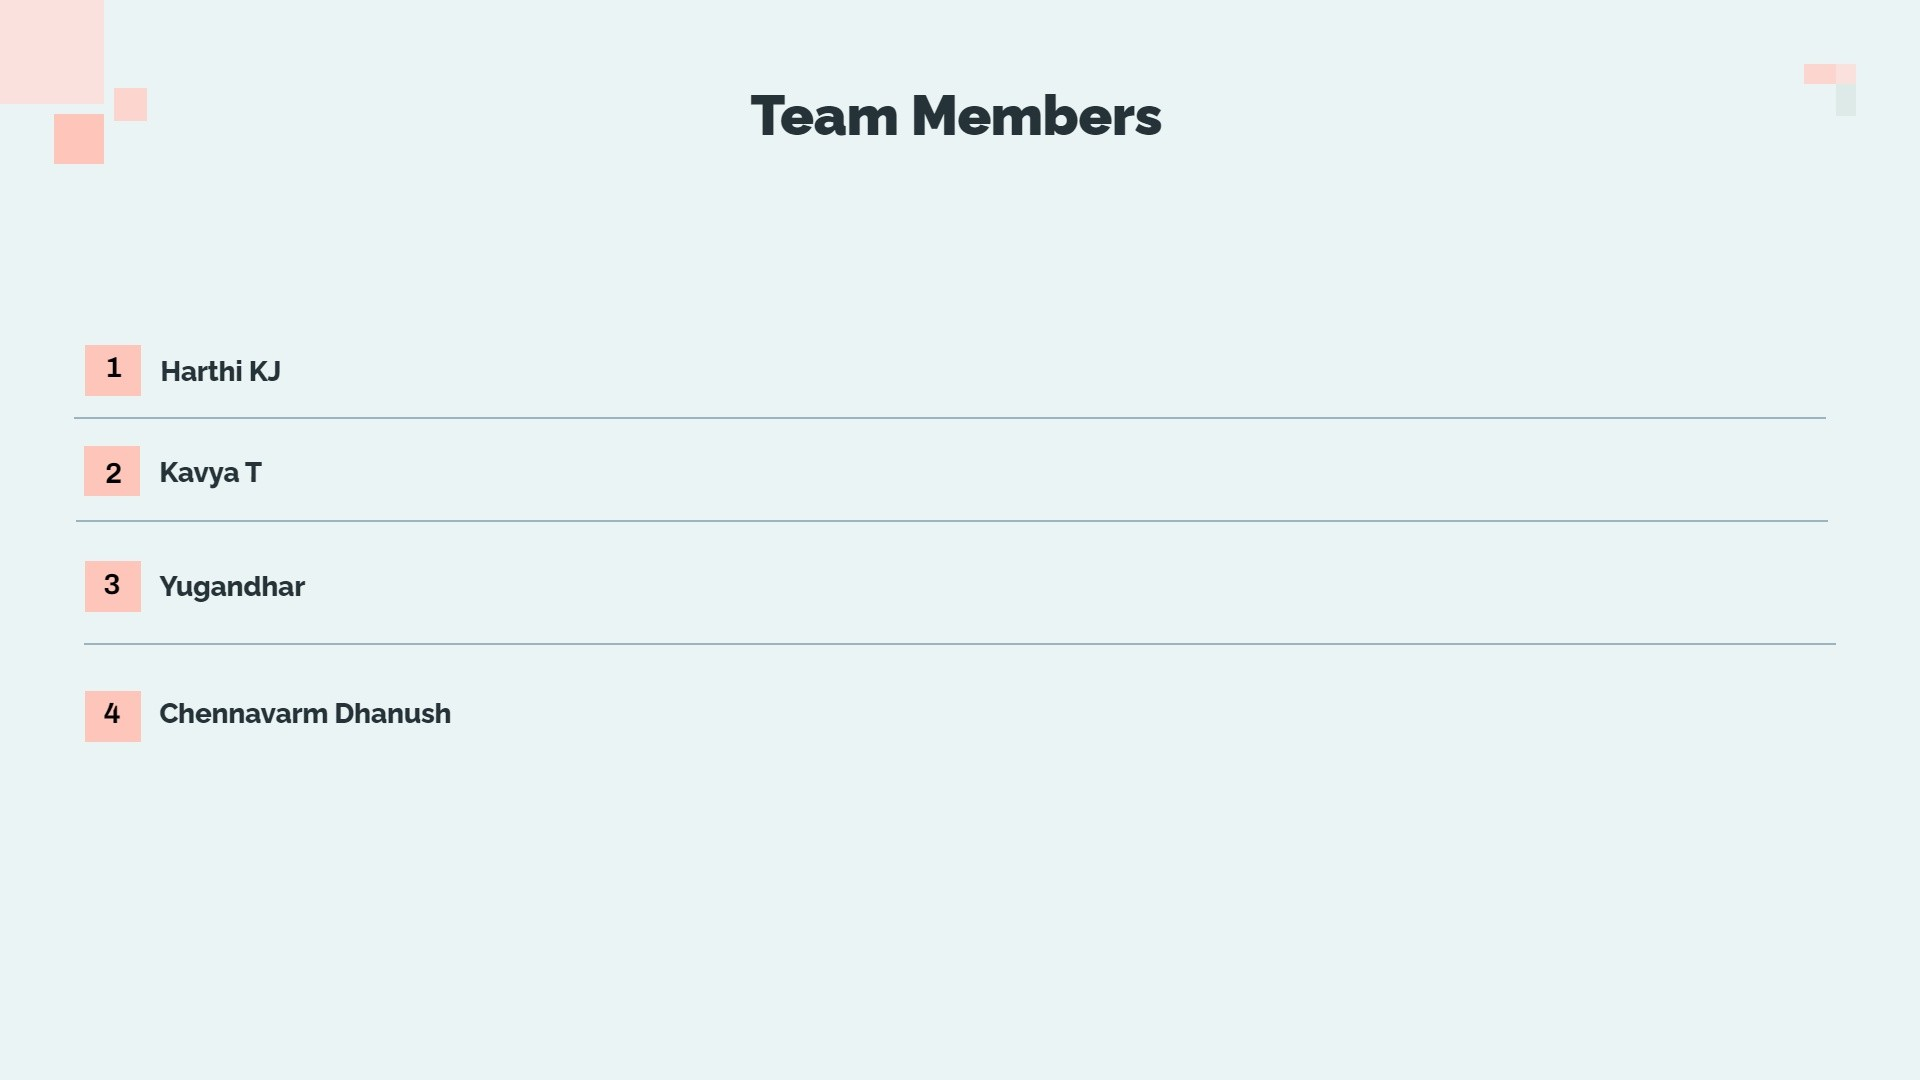 Team Members
1 Harthi KJ
2 Kavya T
3 Yugandhar
4 Chennavarm Dhanush